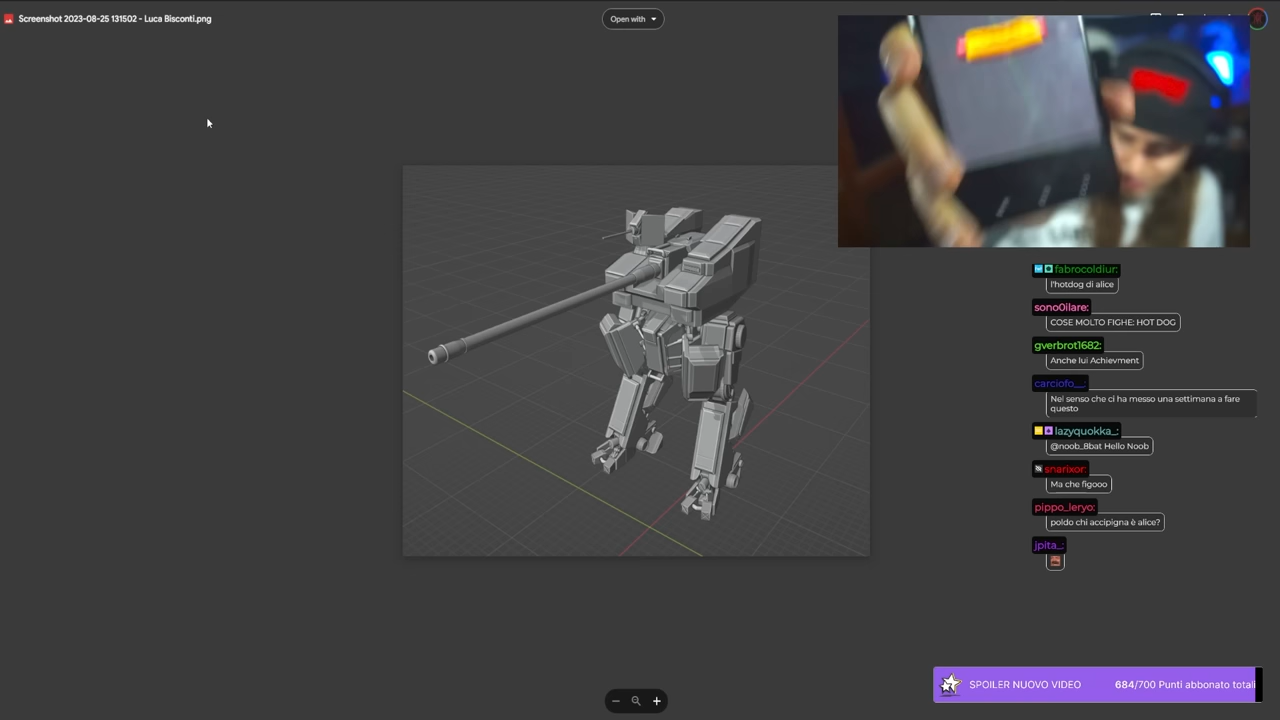 Screenshot 2023-08-25 131502 - Luca Bisconti.png
Open with
fabrocoldiur:
l'hotdog di alice
sono0ilare:
COSE MOLTO FIGHE: HOT DOG
gverbrot1682:
Anche lui Achievment
carciofo__:
Nel senso che ci ha messo una settimana a fare
questo
lazyquokka_:
@noob_8bat Hello Noob
snarixor:
Ma che figooo
pippo_leryo:
poldo chi accipigna è alice?
jpita_:
SPOILER NUOVO VIDEO
684/700 Punti abbonato totali